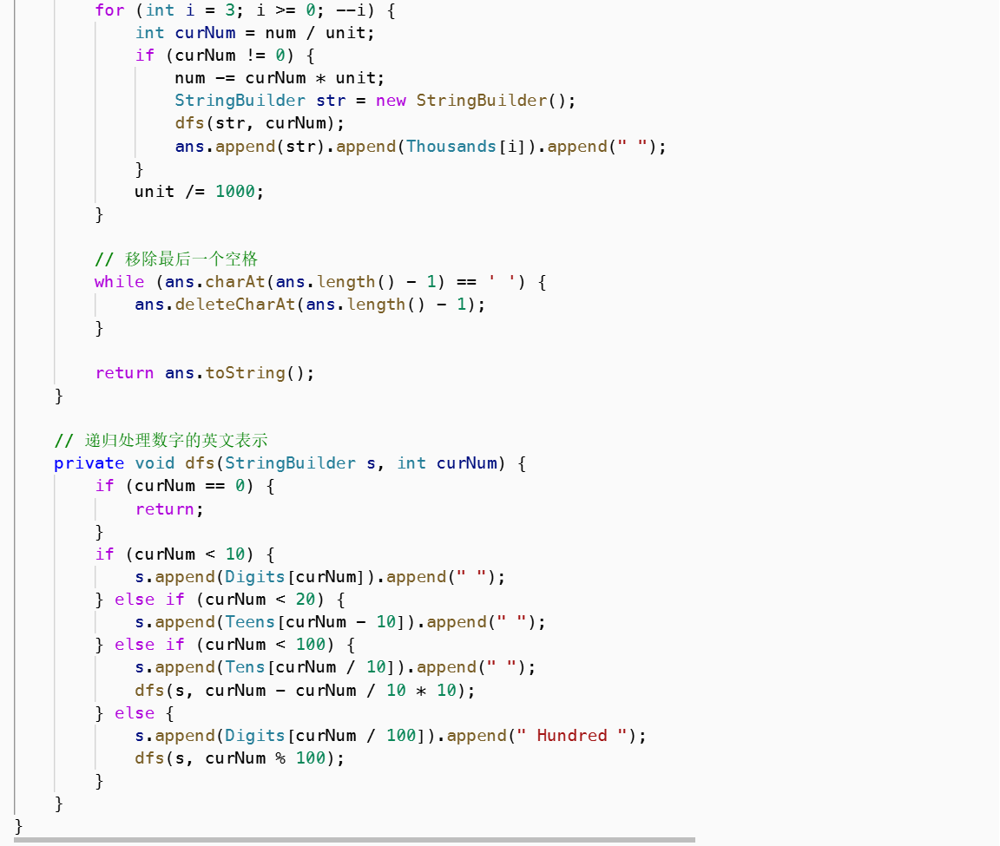 for (int i = 3; i >= 0; --i) {
int curNum = num / unit;
if (curNum != 0) {
num -= curNum * unit;
StringBuilder str = new StringBuilder();
dfs(str, curNum);
ans.append(str).append(Thousands[i]).append(" ");
}
unit /= 1000;
}
// 移除最后一个空格
while (ans.charAt(ans.length() - 1) == ' ') {
ans.deleteCharAt(ans.length() - 1);
}
return ans.toString();
}
// 递归处理数字的英文表示
private void dfs(StringBuilder s, int curNum) {
if (curNum == 0) {
return;
}
if (curNum < 10) {
s.append(Digits[curNum]).append(" ");
} else if (curNum < 20) {
s.append(Teens[curNum - 10]).append(" ");
} else if (curNum < 100) {
s.append(Tens[curNum / 10]).append(" ");
dfs(s, curNum - curNum / 10 * 10);
} else {
s.append(Digits[curNum / 100]).append(" Hundred ");
dfs(s, curNum % 100);
}
}
}